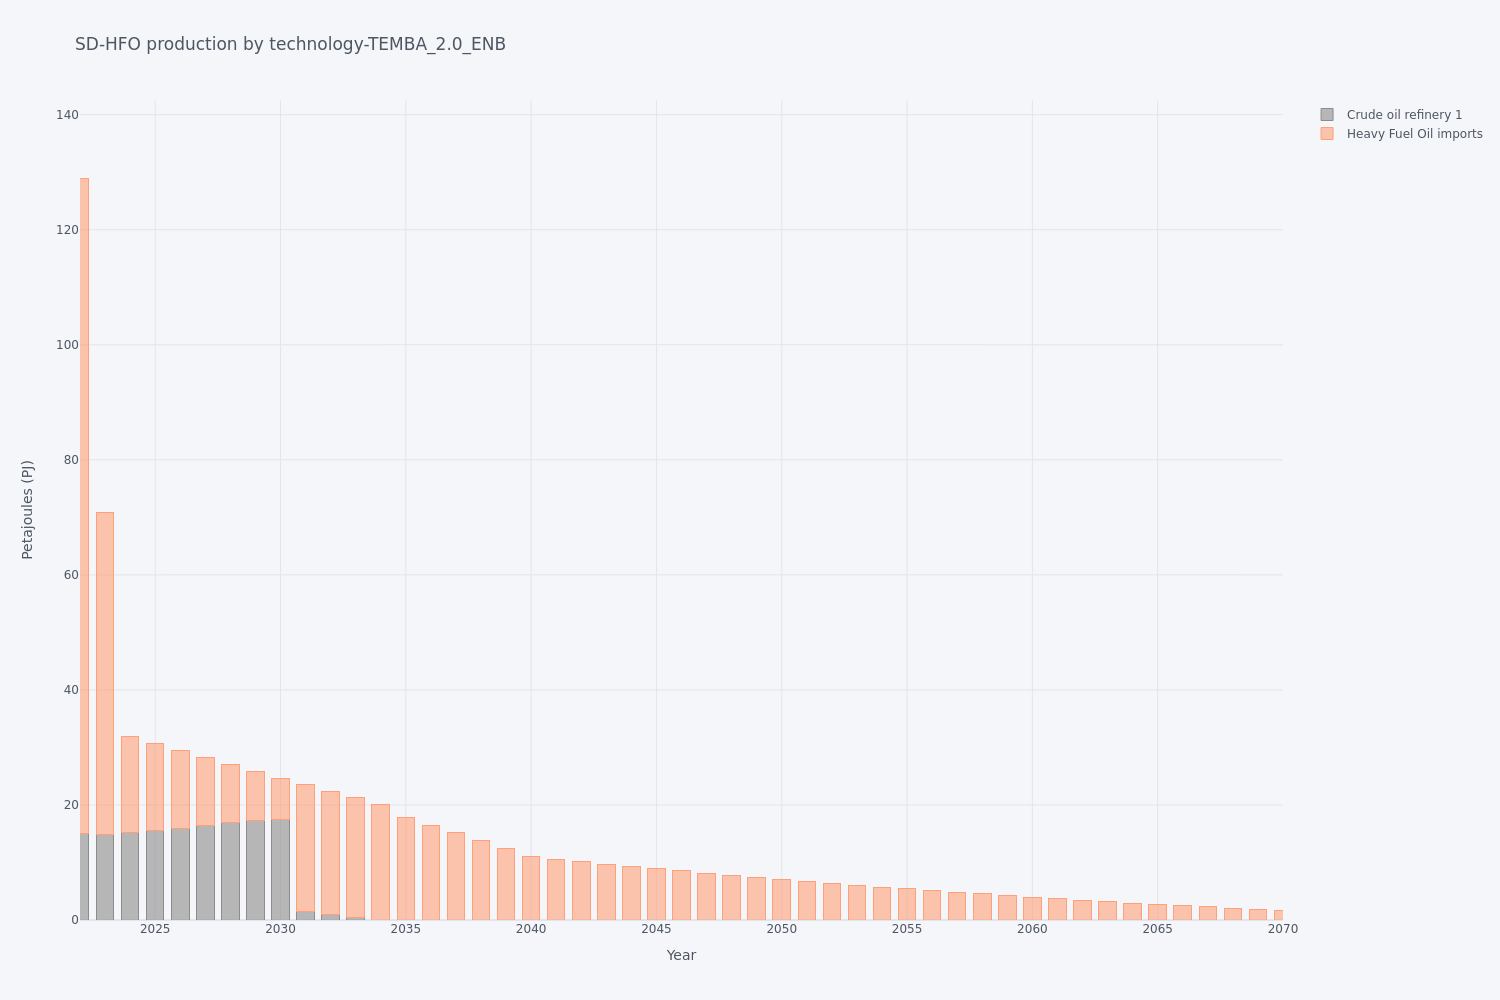 SD-HFO production by technology-TEMBA_2.0_ENB
Crude oil refinery 1
Heavy Fuel Oil imports
140
120
100
80
60
40
20
0
Petajoules (PJ)
2025 2030 2035 2040 2045 2050 2055 2060 2065 2070
Year